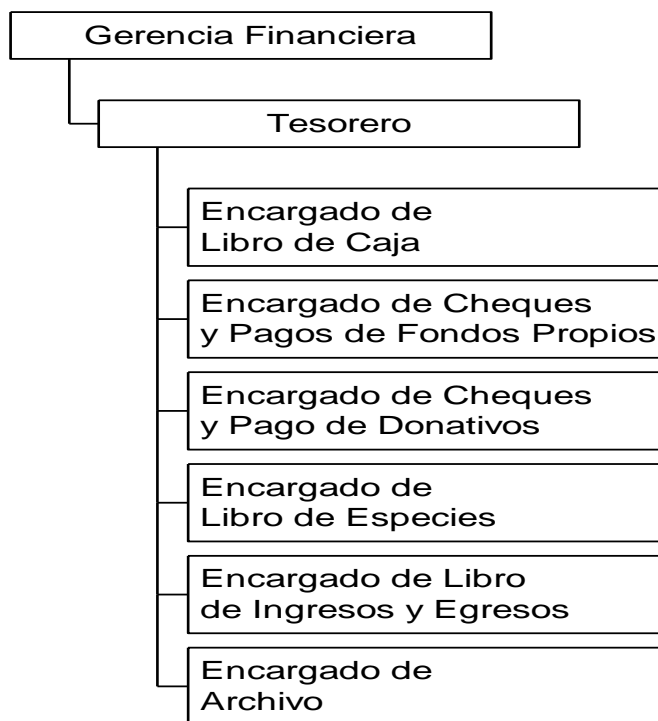 Gerencia Financiera
Tesorero
Encargado de
Libro de Caja
Encargado de Cheques
y Pagos de Fondos Propios
Encargado de Cheques
y Pago de Donativos
Encargado de
Libro de Especies
Encargado de Libro
de Ingresos y Egresos
Encargado de
Archivo